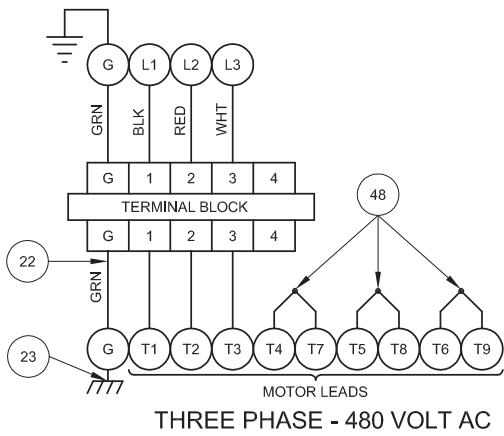 G L1 L2 L3
GRN BLK RED WHT
G 1 2 3 4
TERMINAL BLOCK
G 1 2 3 4
48
22
GRN
23
G T1 T2 T3 T4 T7 T5 T8 T6 T9
MOTOR LEADS
THREE PHASE - 480 VOLT AC